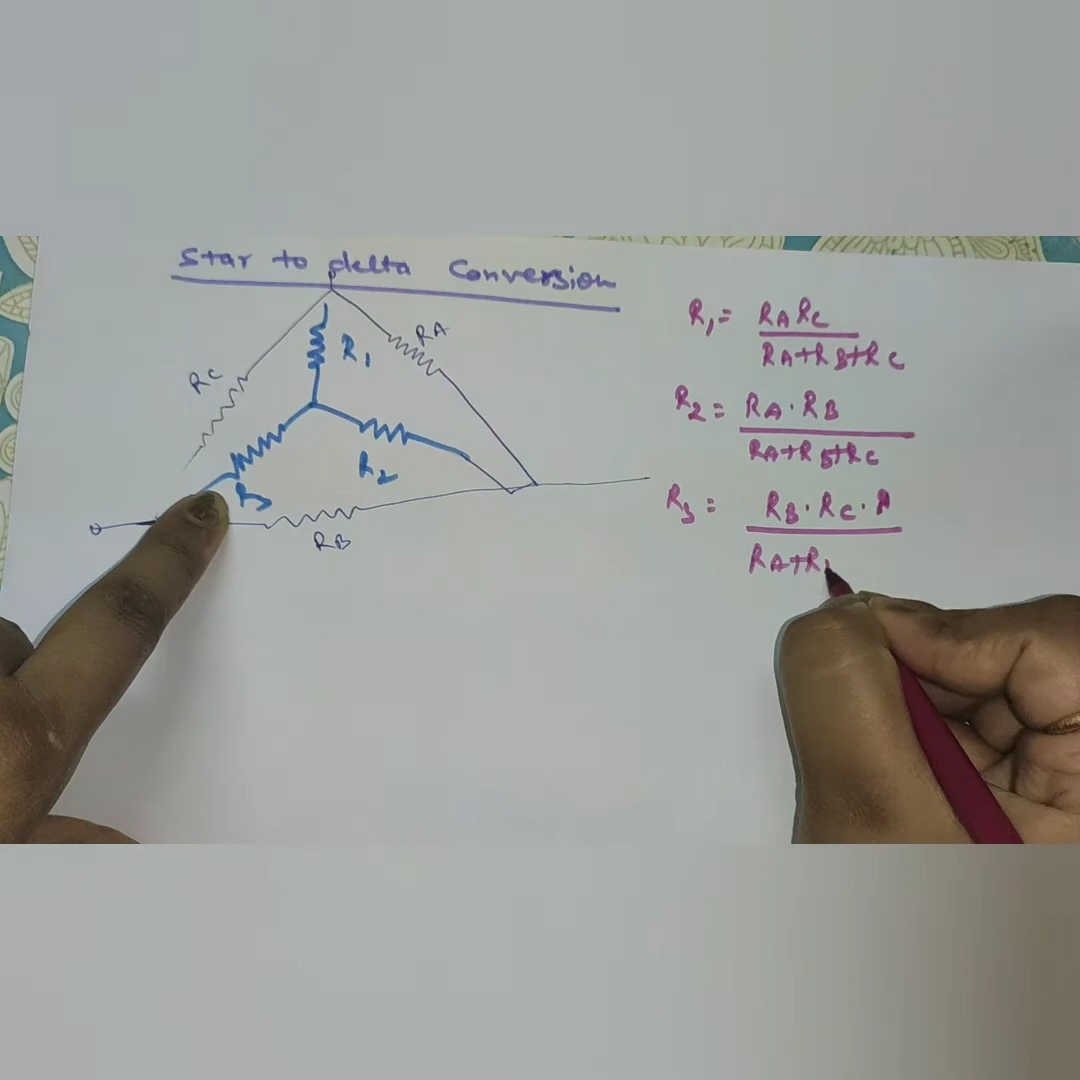 Star to delta Conversion
RA
RC
R1
R2
R3
RB
R1= RA RC
RA+RB+RC
R2= RA·RB
RA+RB+RC
R3= RB·RC·R
RA+R